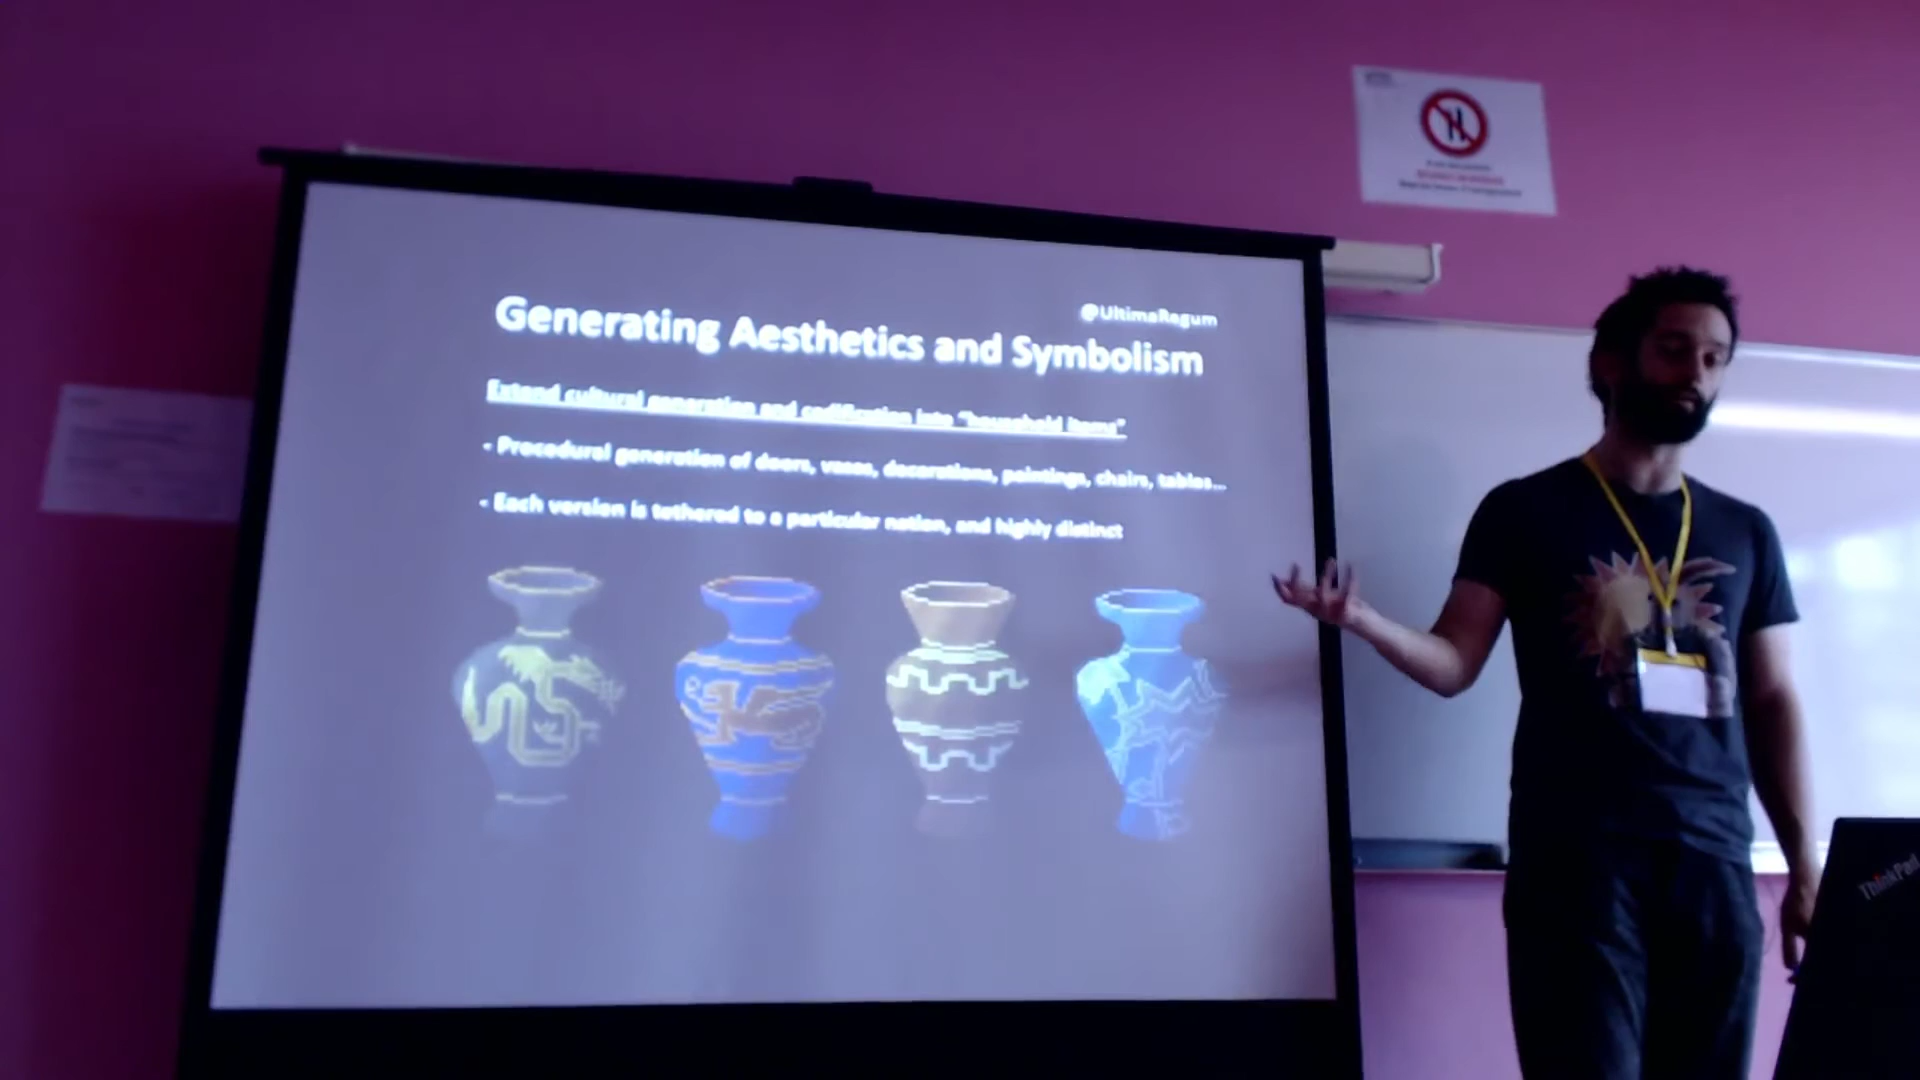 @UltimaRegum
Generating Aesthetics and Symbolism
Extend cultural generation and codification into "household items"
- Procedural generation of doors, vases, decorations, paintings, chairs, tables...
- Each version is tethered to a particular nation, and highly distinct
ThinkPad